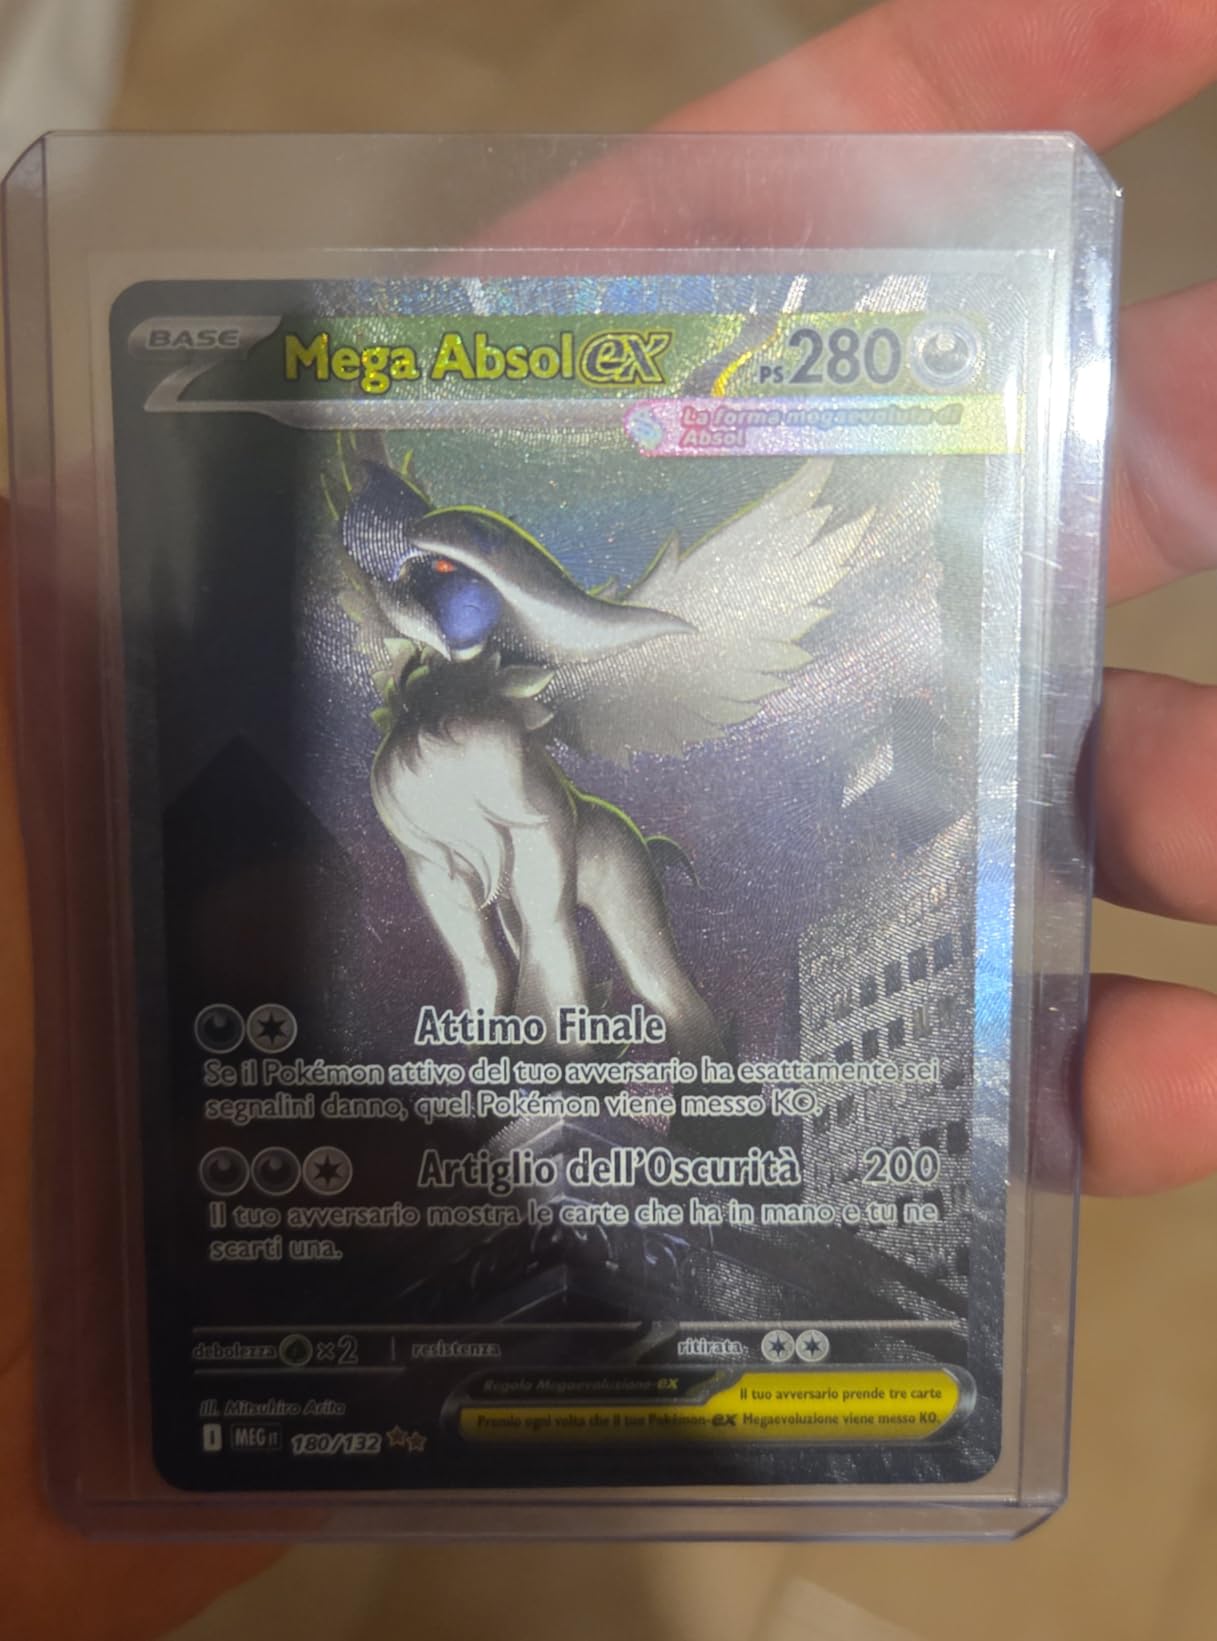 BASE
Mega Absol ex PS 280
La forma megaevoluta di
Absol
Attimo Finale
Se il Pokémon attivo del tuo avversario ha esattamente sei
segnalini danno, quel Pokémon viene messo KO.
Artiglio dell'Oscurità 200
Il tuo avversario mostra le carte che ha in mano e tu ne
scarti una.
debolezza ×2 resistenza ritirata
Regola Megaevoluzione-ex Il tuo avversario prende tre carte
Premio ogni volta che il tuo Pokémon-ex Megaevoluzione viene messo KO.
Ill. Mitsuhiro Arita
I MEG IT 180/132